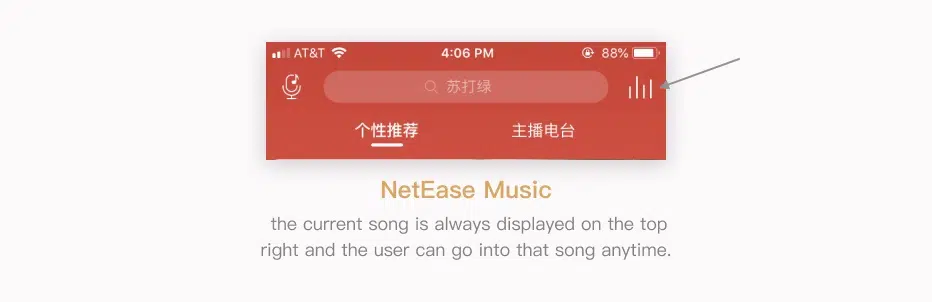 AT&T 4:06 PM 88%
苏打绿
个性推荐 主播电台
NetEase Music
the current song is always displayed on the top
right and the user can go into that song anytime.